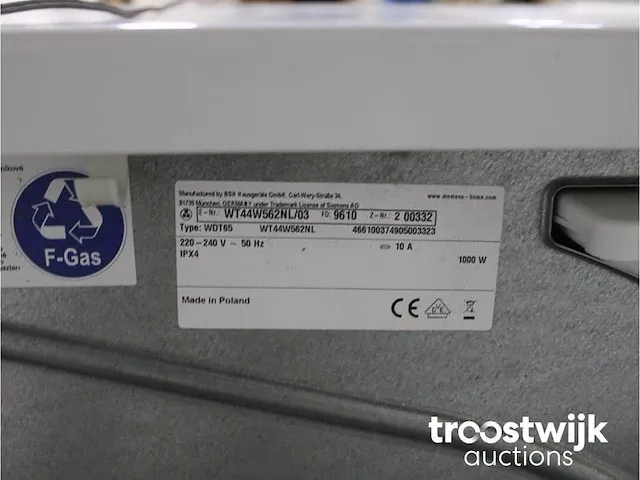 Manufactured by BSH Hausgeräte GmbH, Carl-Wery-Straße 34,
81739 München, GERMANY under Trademark License of Siemens AG
www.siemens-home.com
E-Nr.: WT44W562NL/03 FD: 9610 Z-Nr.: 2 00332
Type: WDT65 WT44W562NL 466100374905003323
220-240 V ~ 50 Hz 10 A
IPX4 1000 W
Made in Poland
CE
F-Gas
troostwijk
auctions